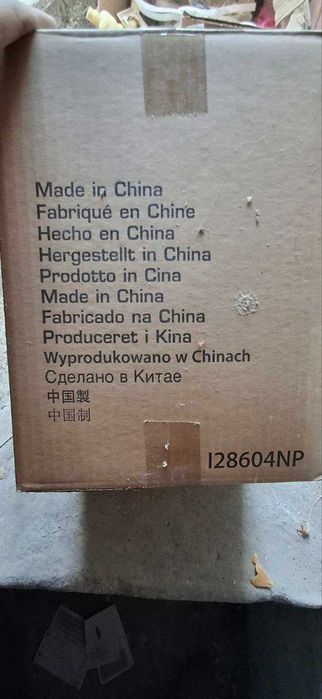 Made in China
Fabriqué en Chine
Hecho en China
Hergestellt in China
Prodotto in Cina
Made in China
Fabricado na China
Produceret i Kina
Wyprodukowano w Chinach
Сделано в Китае
中国製
中国制
I28604NP